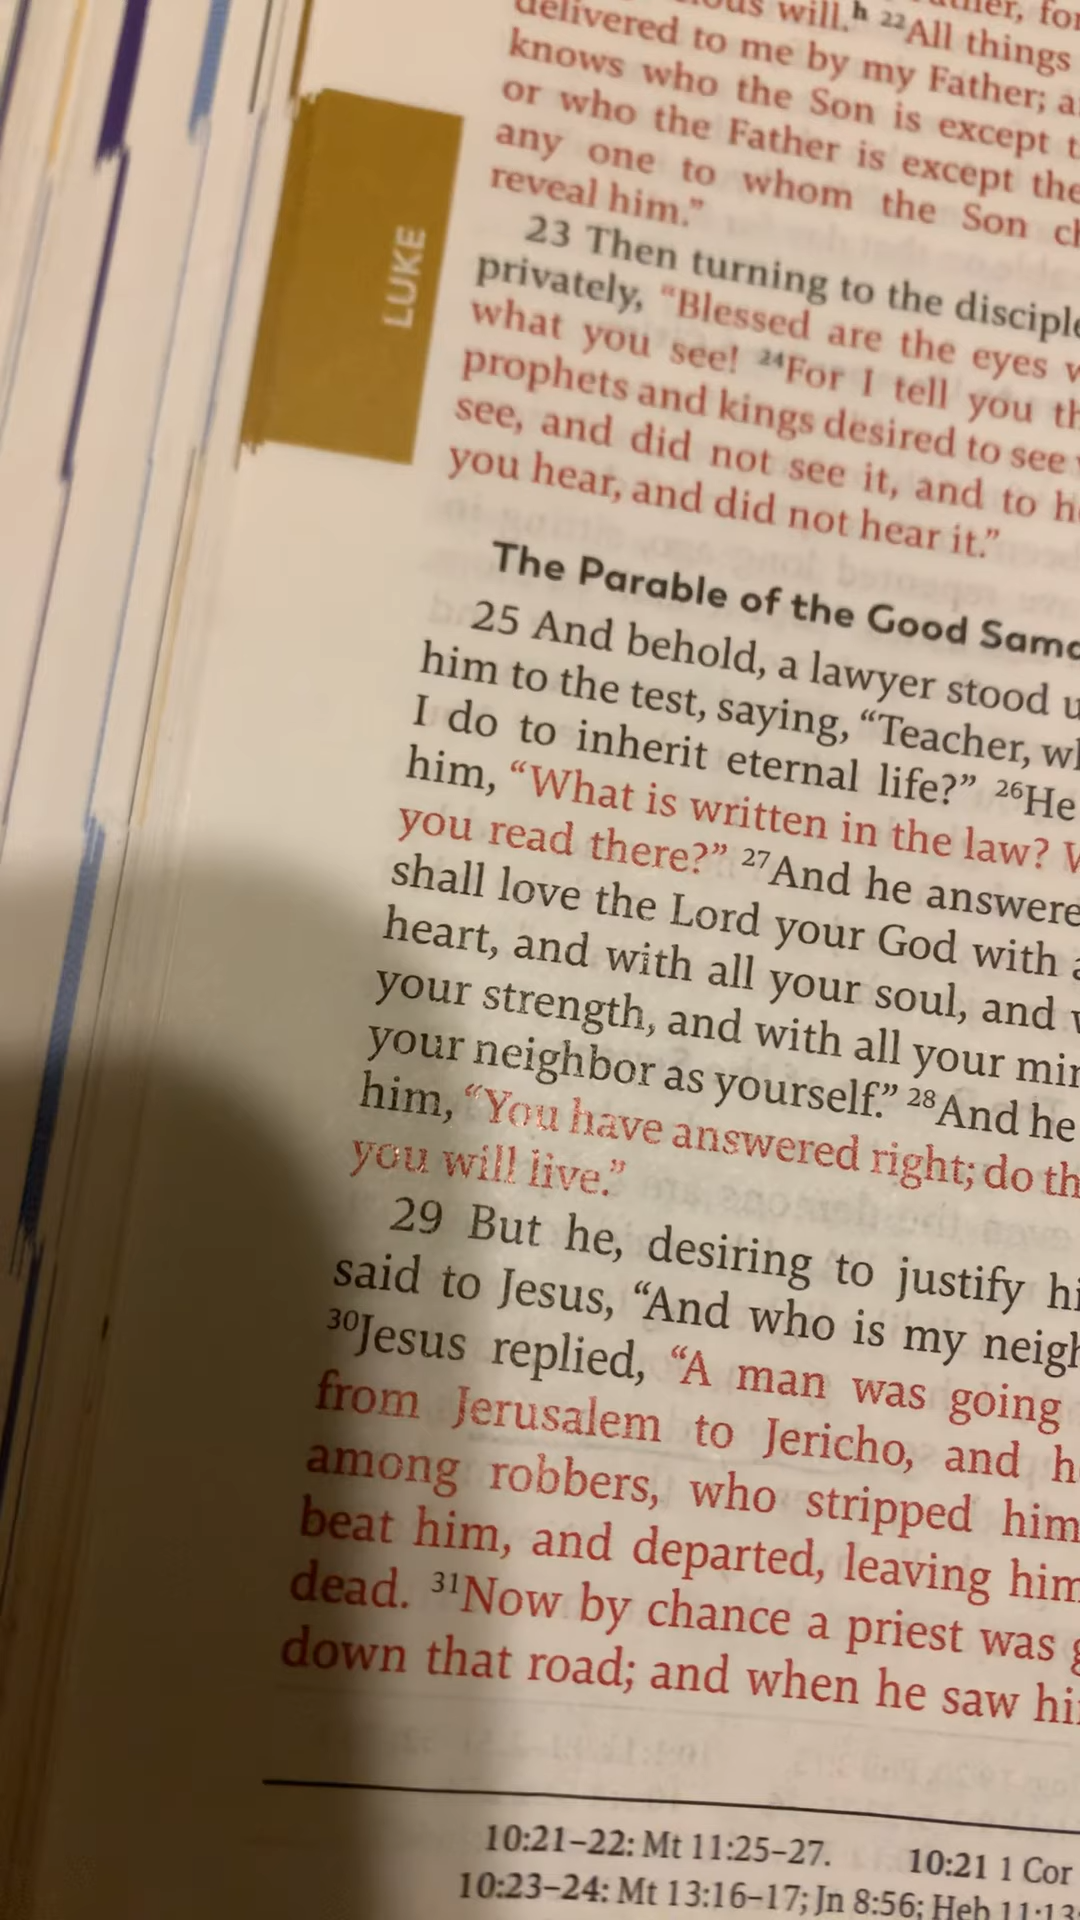 will.ʰ ²²All things
delivered to me by my Father;
knows who the Son is except
or who the Father is except the
any one to whom the Son
reveal him.”
LUKE
23 Then turning to the
privately, “Blessed are the eyes
what you see! ²⁴For I tell you
prophets and kings desired to see
see, and did not see it, and to
you hear, and did not hear it.”
The Parable of the Good
25 And behold, a lawyer stood
him to the test, saying, “Teacher,
I do to inherit eternal life?” ²⁶He
him, “What is written in the law?
you read there?” ²⁷And he
shall love the Lord your God with
heart, and with all your soul, and
your strength, and with all your
your neighbor as yourself.” ²⁸And he
him, “You have answered right; do
you will live.”
29 But he, desiring to justify
said to Jesus, “And who is my
³⁰Jesus replied, “A man was going
from Jerusalem to Jericho, and
among robbers, who stripped him
beat him, and departed, leaving him
dead. ³¹Now by chance a priest was
down that road; and when he saw
10:21–22: Mt 11:25–27. 10:21 1 Cor
10:23–24: Mt 13:16–17; Jn 8:56; Heb 11:13